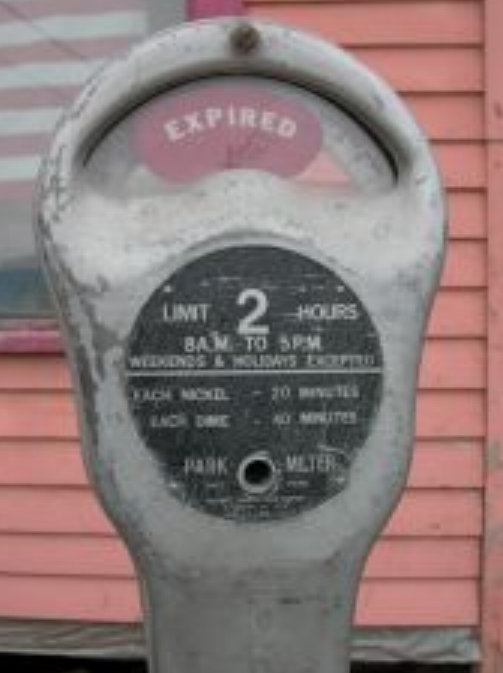 EXPIRED
LIMIT 2 HOURS
8 A.M. TO 5 P.M.
WEEKENDS & HOLIDAYS EXCEPTED
EACH NICKEL - 20 MINUTES
EACH DIME - 40 MINUTES
PARK METER